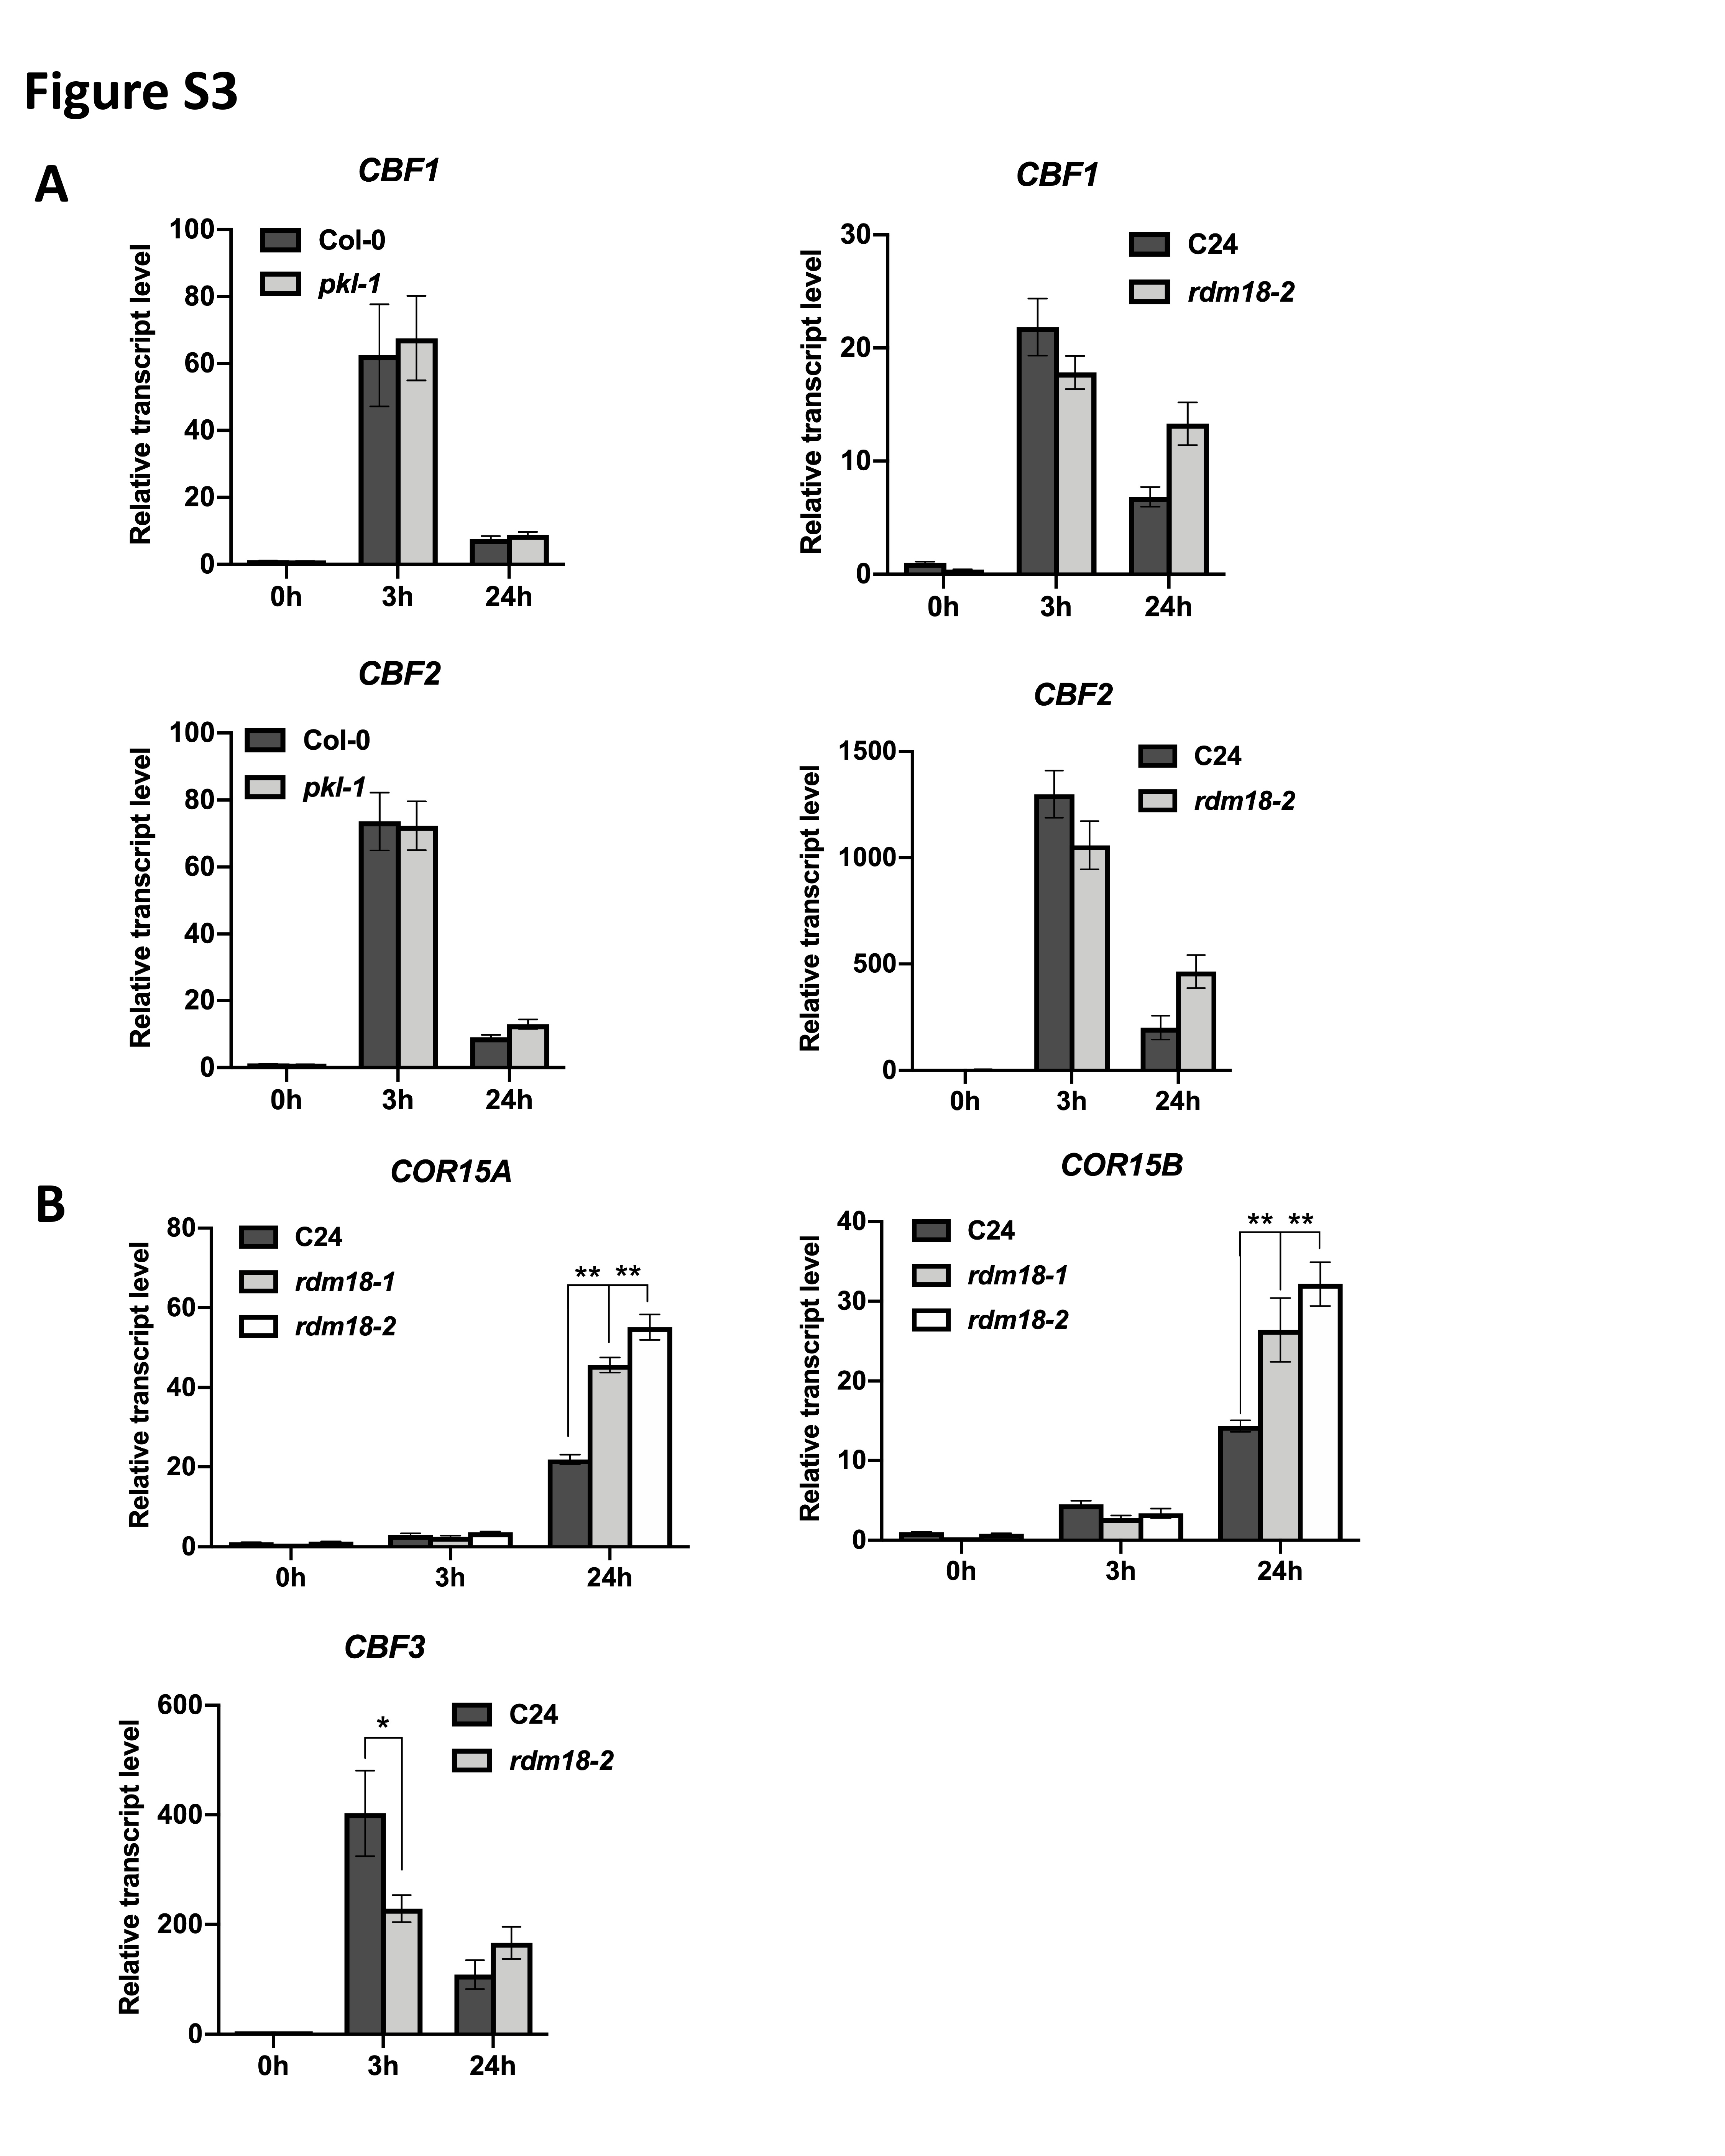 Figure S3
A
CBF1
Relative transcript level
100
80
60
40
20
0
Col-0
pkl-1
0h 3h 24h
CBF1
Relative transcript level
30
20
10
0
C24
rdm18-2
0h 3h 24h
CBF2
Relative transcript level
100
80
60
40
20
0
Col-0
pkl-1
0h 3h 24h
CBF2
Relative transcript level
1500
1000
500
0
C24
rdm18-2
0h 3h 24h
B
COR15A
Relative transcript level
80
60
40
20
0
C24
rdm18-1
rdm18-2
** **
0h 3h 24h
COR15B
Relative transcript level
40
30
20
10
0
C24
rdm18-1
rdm18-2
** **
0h 3h 24h
CBF3
Relative transcript level
600
400
200
0
*
C24
rdm18-2
0h 3h 24h